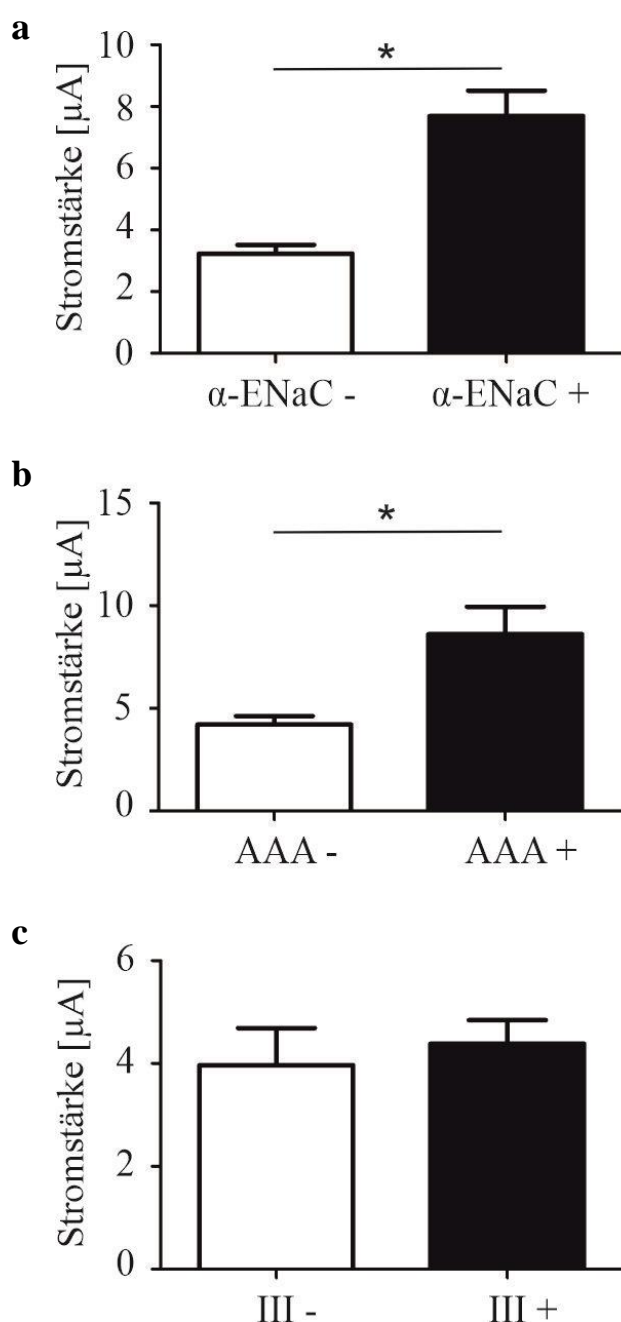 a
Stromstärke [µA]
10
8
6
4
2
0
*
α-ENaC -
α-ENaC +
b
Stromstärke [µA]
15
10
5
0
*
AAA -
AAA +
c
Stromstärke [µA]
6
4
2
0
III -
III +